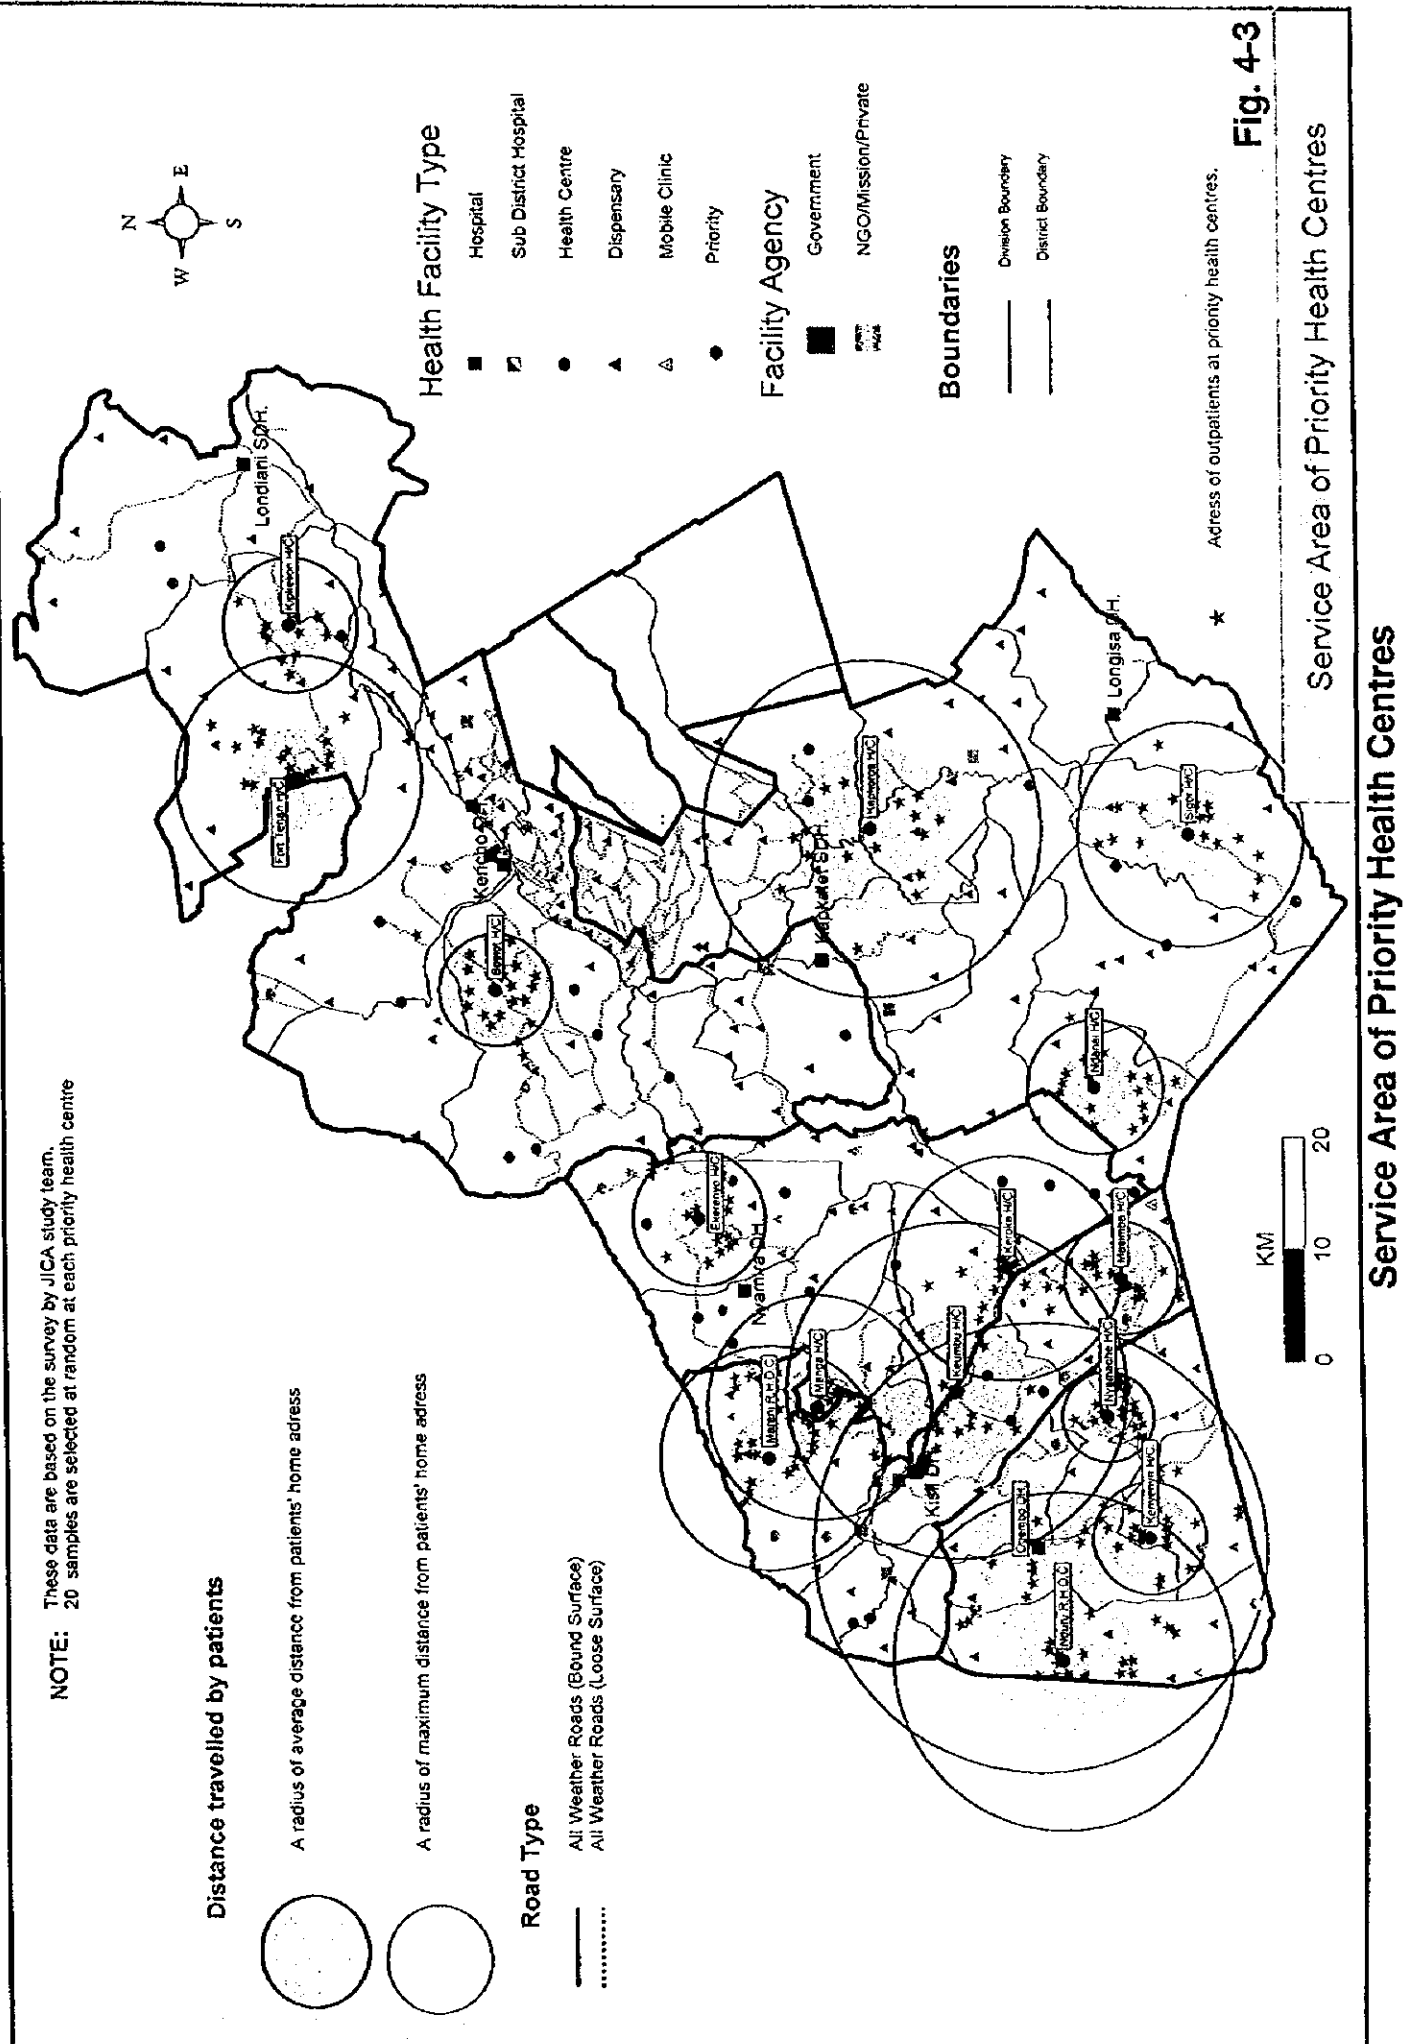 NOTE: These data are based on the survey by JICA study team.
20 samples are selected at random at each priority health centre
Distance travelled by patients
A radius of average distance from patients' home adress
A radius of maximum distance from patients' home adress
Road Type
All Weather Roads (Bound Surface)
All Weather Roads (Loose Surface)
N
W E
S
Londiani SDH.
Kipkelion H/C
Fort Tenan H/C
Kericho DH.
Sosiot H/C
Kapkatet SDH.
Longisa DH.
Sigor H/C
Ndanai H/C
Ekerenyo H/C
Nyamira DH.
Keroka H/C
Masimba H/C
Manga H/C
Keumbu H/C
Nyamache H/C
Kisii DH.
Kenyenya H/C
Health Facility Type
Hospital
Sub District Hospital
Health Centre
Dispensary
Mobile Clinic
Priority
Facility Agency
Government
NGO/Mission/Private
Boundaries
Division Boundary
District Boundary
Adress of outpatients at priority health centres.
KM
0 10 20
Fig. 4-3
Service Area of Priority Health Centres
Service Area of Priority Health Centres